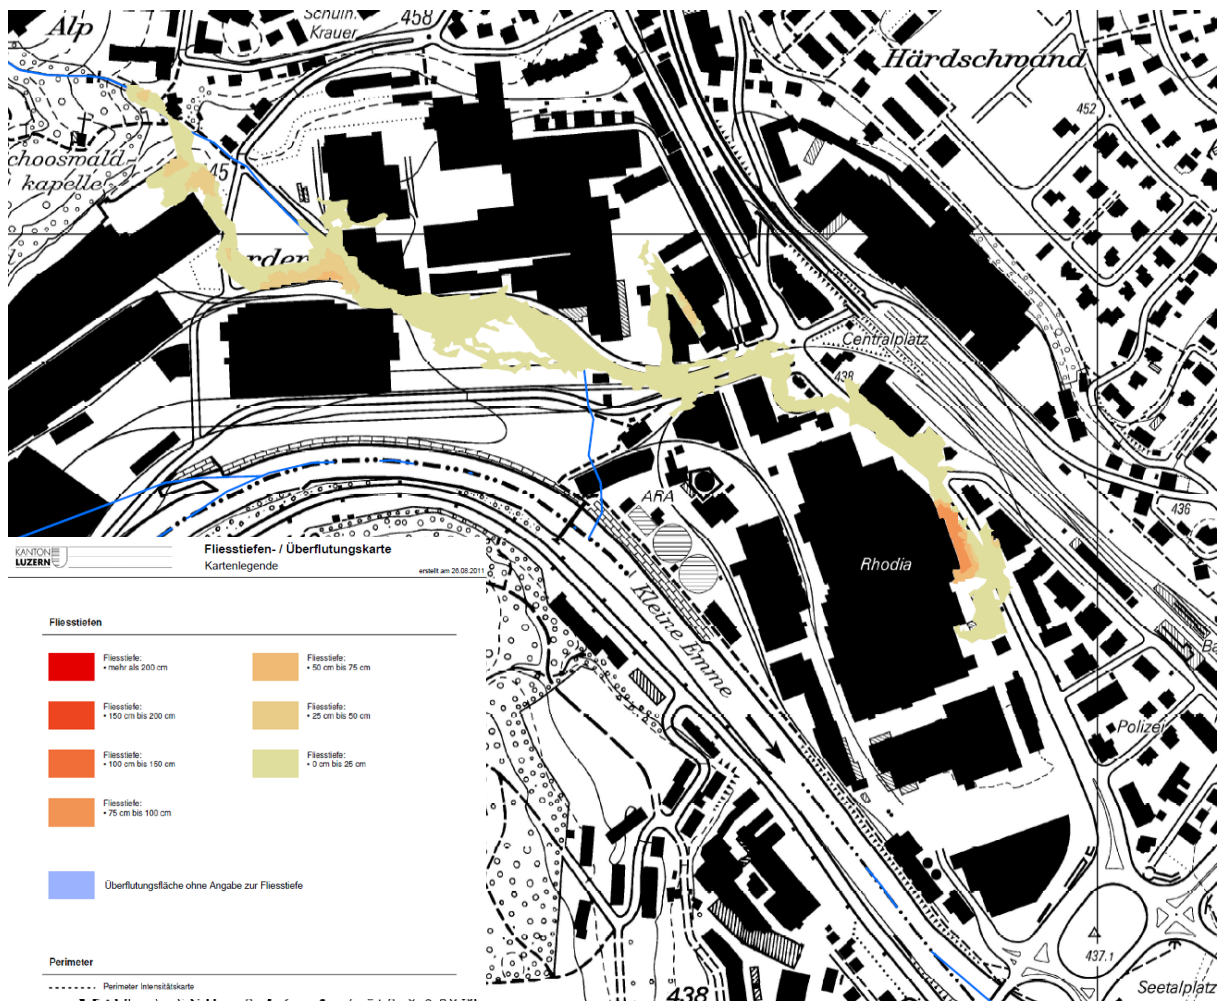 Alp
Schulh.
Krauer
458
Härdschwand
452
chooswald
kapelle
445
Centralplatz
438
436
ARA
Rhodia
Kleine Emme
Polizei
437.1
Seetalplatz
438
KANTON
LUZERN
Fliesstiefen- / Überflutungskarte
Kartenlegende
erstellt am 26.08.2011
Fliesstiefen
Fliesstiefe:
• mehr als 200 cm
Fliesstiefe:
• 150 cm bis 200 cm
Fliesstiefe:
• 100 cm bis 150 cm
Fliesstiefe:
• 75 cm bis 100 cm
Fliesstiefe:
• 50 cm bis 75 cm
Fliesstiefe:
• 25 cm bis 50 cm
Fliesstiefe:
• 0 cm bis 25 cm
Überflutungsfläche ohne Angabe zur Fliesstiefe
Perimeter
Perimeter Intensitätskarte